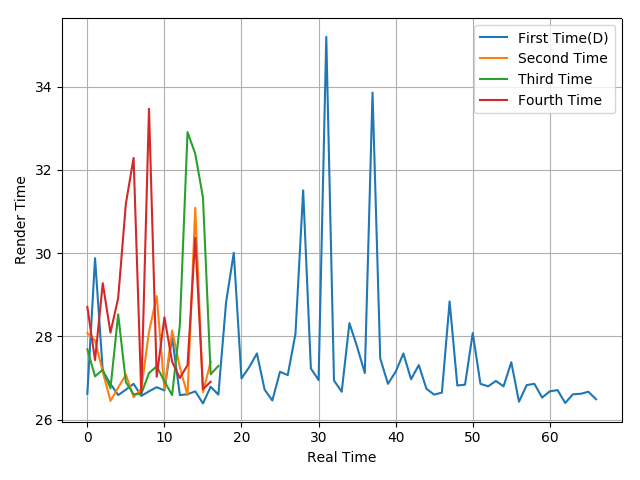 First Time(D)
Second Time
Third Time
Fourth Time
Render Time
34
32
30
28
26
0 10 20 30 40 50 60
Real Time